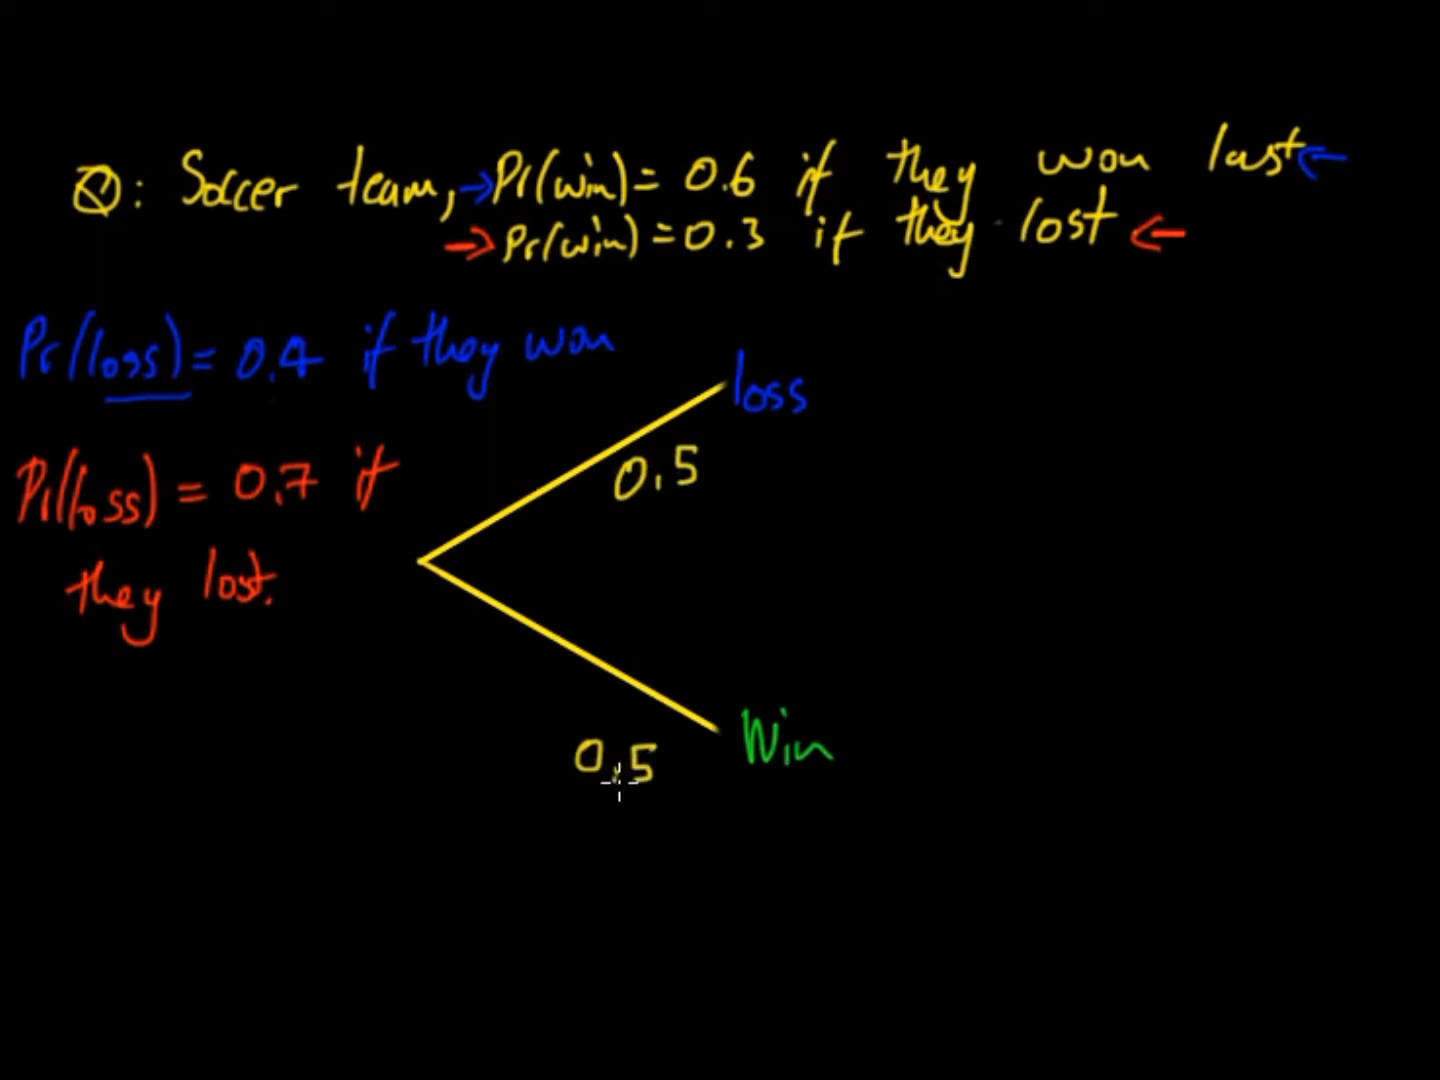 Q: Soccer team, →Pr(win) = 0.6 if they won last←
→Pr(win) = 0.3 if they lost ←
Pr(loss) = 0.4 if they won
loss
0.5
Pr(loss) = 0.7 if
they lost.
Win
0.5